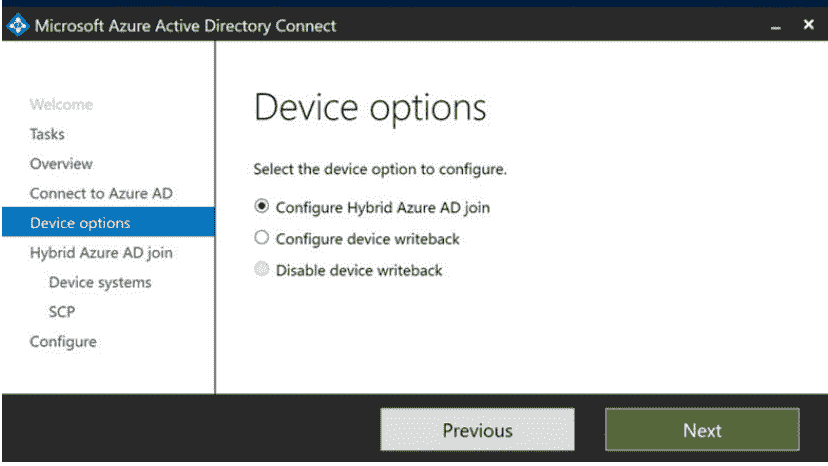 Microsoft Azure Active Directory Connect
Welcome
Tasks
Overview
Connect to Azure AD
Device options
Hybrid Azure AD join
Device systems
SCP
Configure
Device options
Select the device option to configure.
Configure Hybrid Azure AD join
Configure device writeback
Disable device writeback
Previous
Next